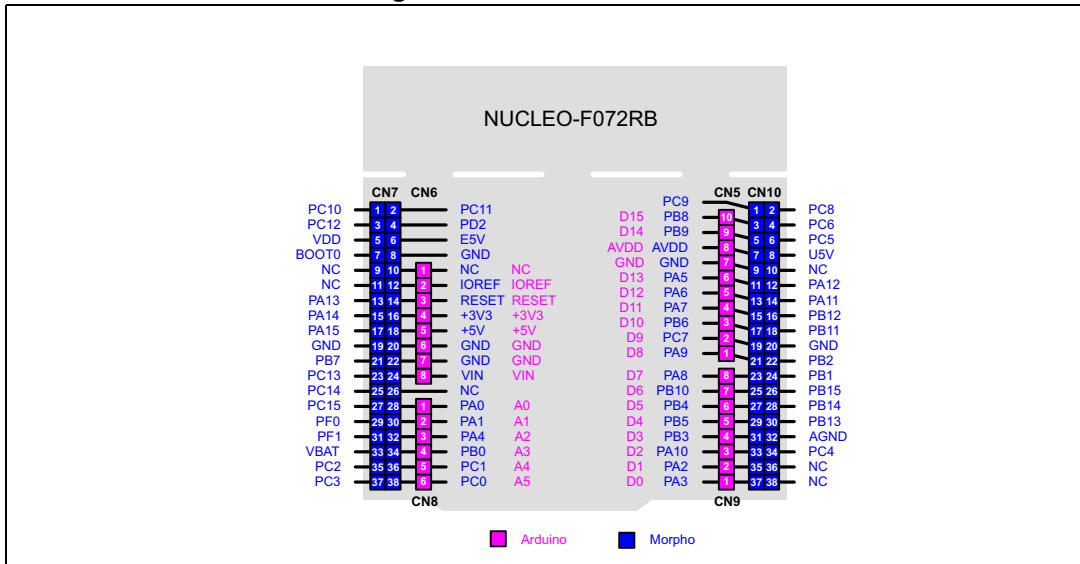 NUCLEO-F072RB
CN7 CN6 CN5 CN10
PC9
PC10 1 2 PC11 D15 PB8 10 1 2 PC8
PC12 3 4 PD2 D14 PB9 9 3 4 PC6
VDD 5 6 E5V AVDD AVDD 8 5 6 PC5
BOOT0 7 8 GND GND GND 7 7 8 U5V
NC 9 10 1 NC NC D13 PA5 6 9 10 NC
NC 11 12 2 IOREF IOREF D12 PA6 5 11 12 PA12
PA13 13 14 3 RESET RESET D11 PA7 4 13 14 PA11
PA14 15 16 4 +3V3 +3V3 D10 PB6 3 15 16 PB12
PA15 17 18 5 +5V +5V D9 PC7 2 17 18 PB11
GND 19 20 6 GND GND D8 PA9 1 19 20 GND
PB7 21 22 7 GND GND 21 22 PB2
PC13 23 24 8 VIN VIN D7 PA8 8 23 24 PB1
PC14 25 26 NC D6 PB10 7 25 26 PB15
PC15 27 28 1 PA0 A0 D5 PB4 6 27 28 PB14
PF0 29 30 2 PA1 A1 D4 PB5 5 29 30 PB13
PF1 31 32 3 PA4 A2 D3 PB3 4 31 32 AGND
VBAT 33 34 4 PB0 A3 D2 PA10 3 33 34 PC4
PC2 35 36 5 PC1 A4 D1 PA2 2 35 36 NC
PC3 37 38 6 PC0 A5 D0 PA3 1 37 38 NC
CN8 CN9
Arduino Morpho